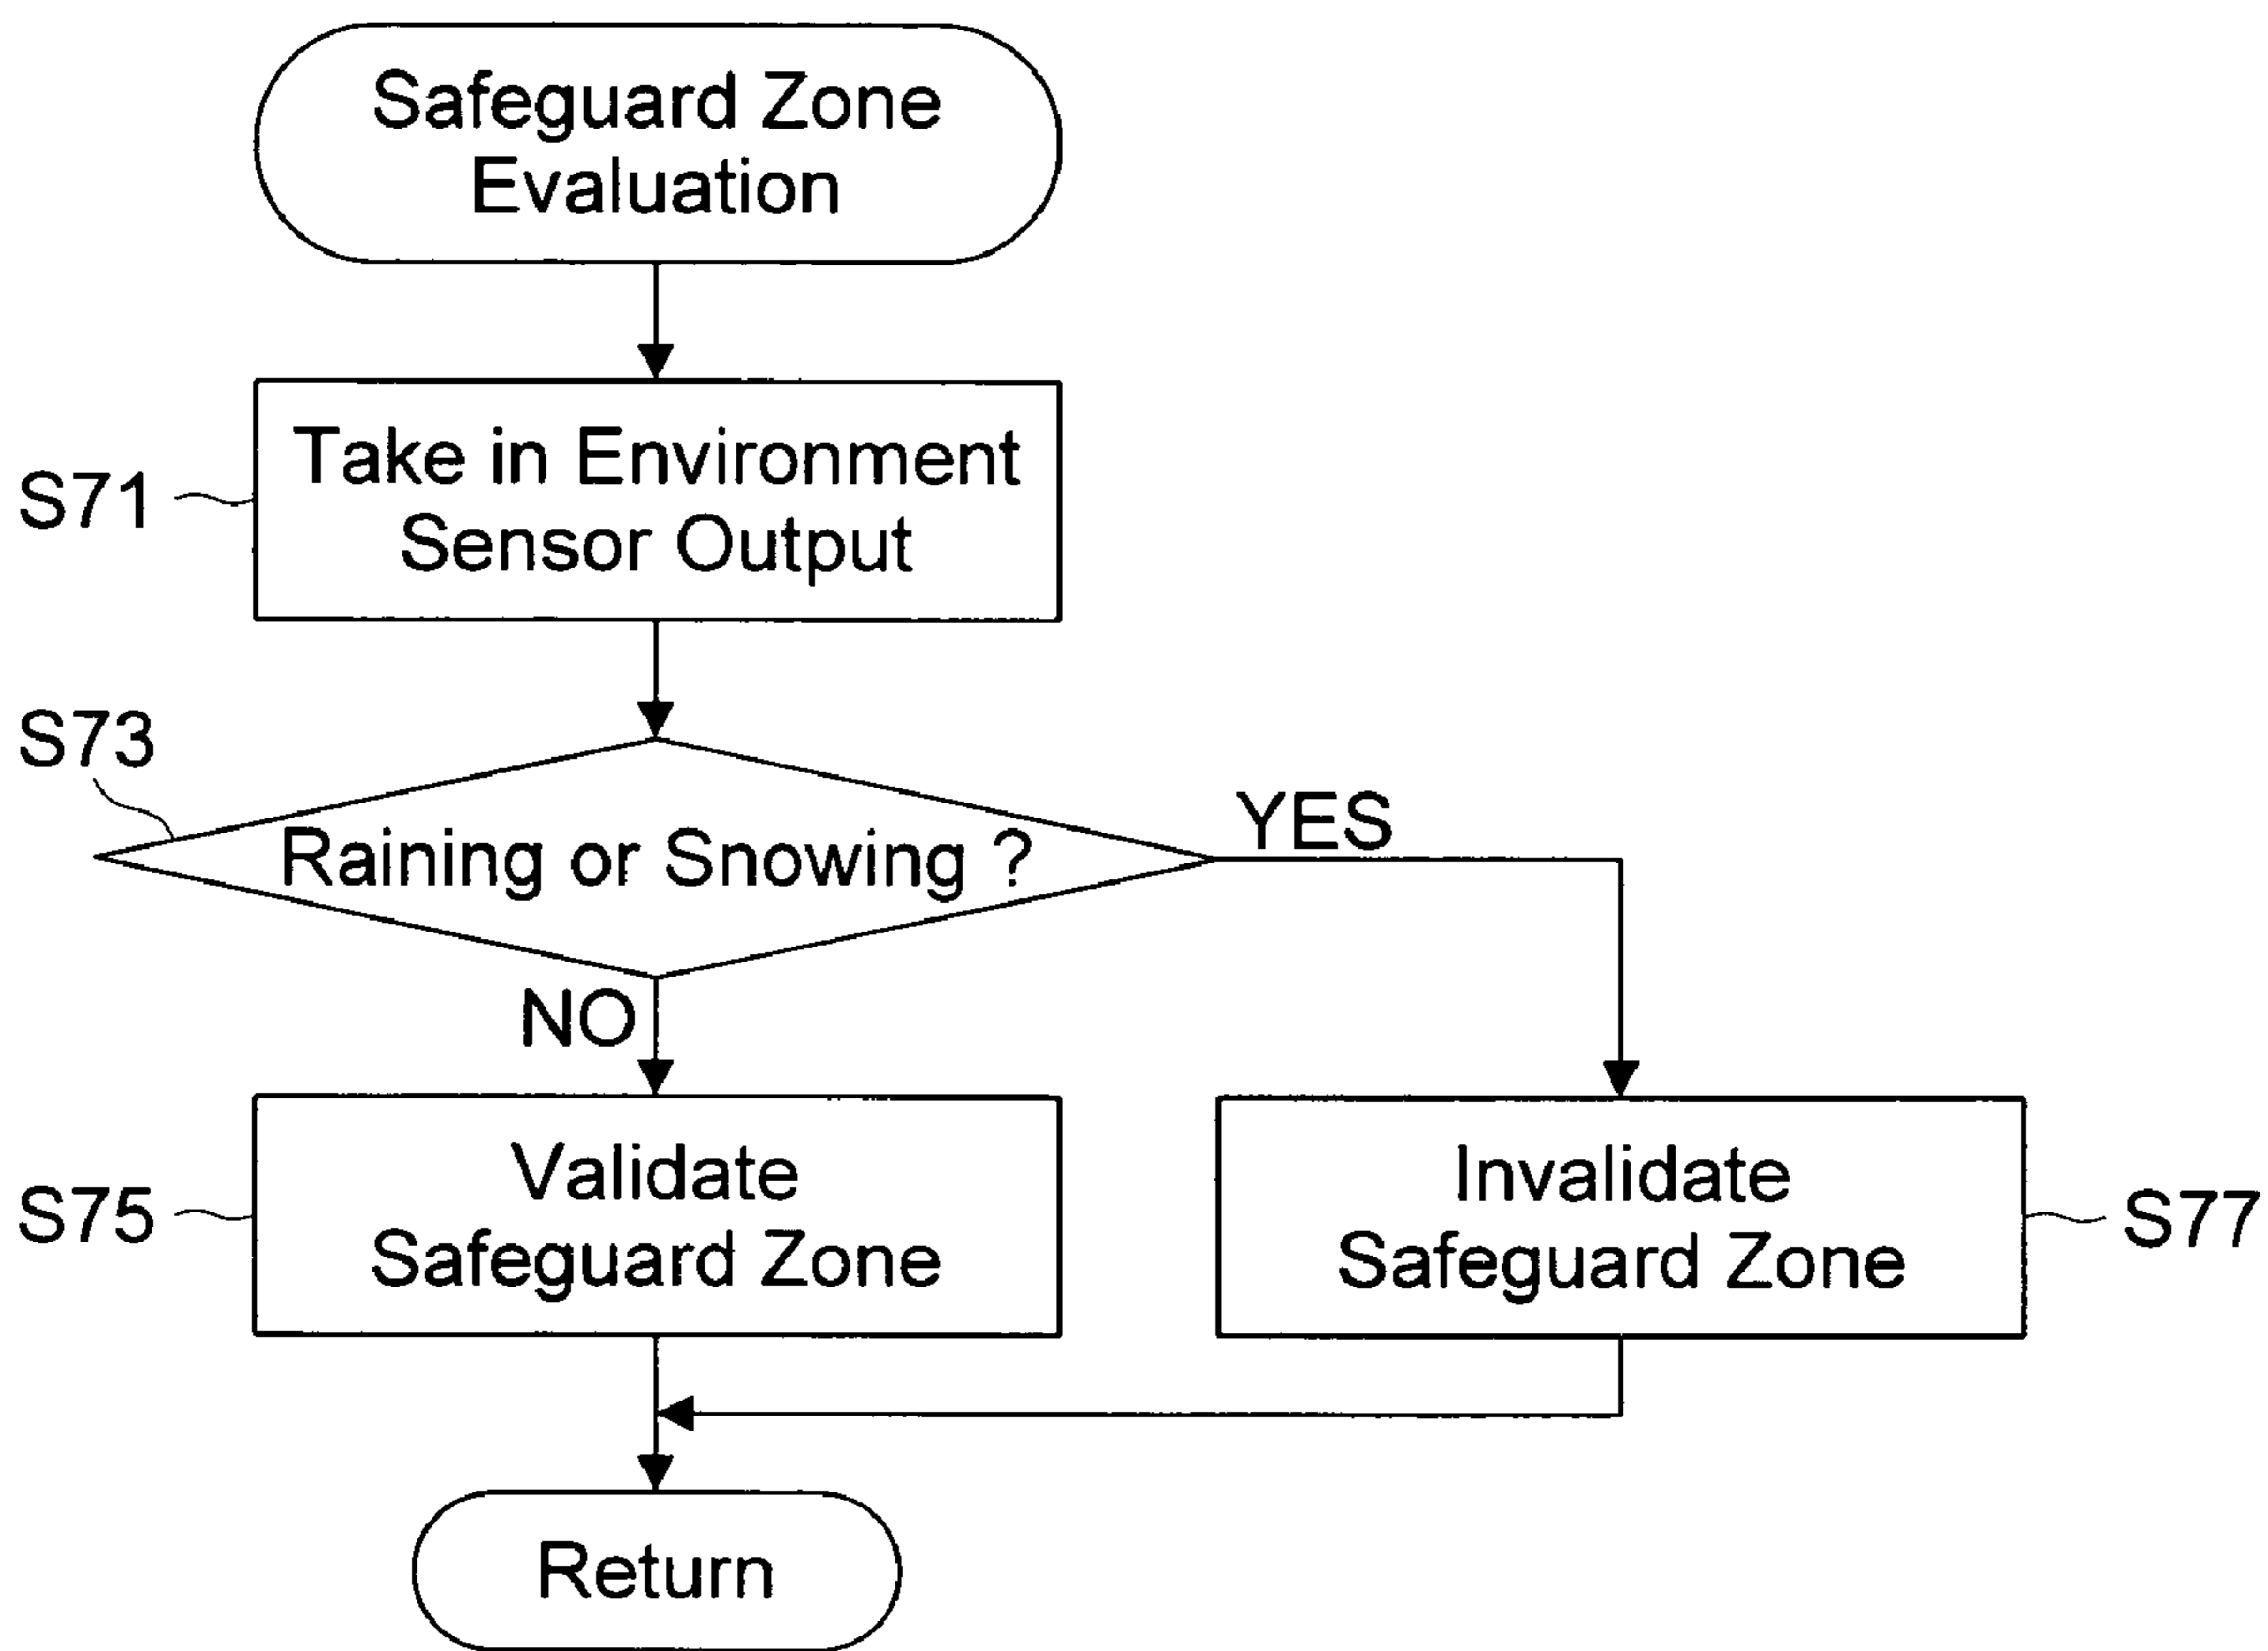 Safeguard Zone
Evaluation
S71
Take in Environment
Sensor Output
S73
Raining or Snowing ?
YES
NO
S75
Validate
Safeguard Zone
Invalidate
Safeguard Zone
S77
Return